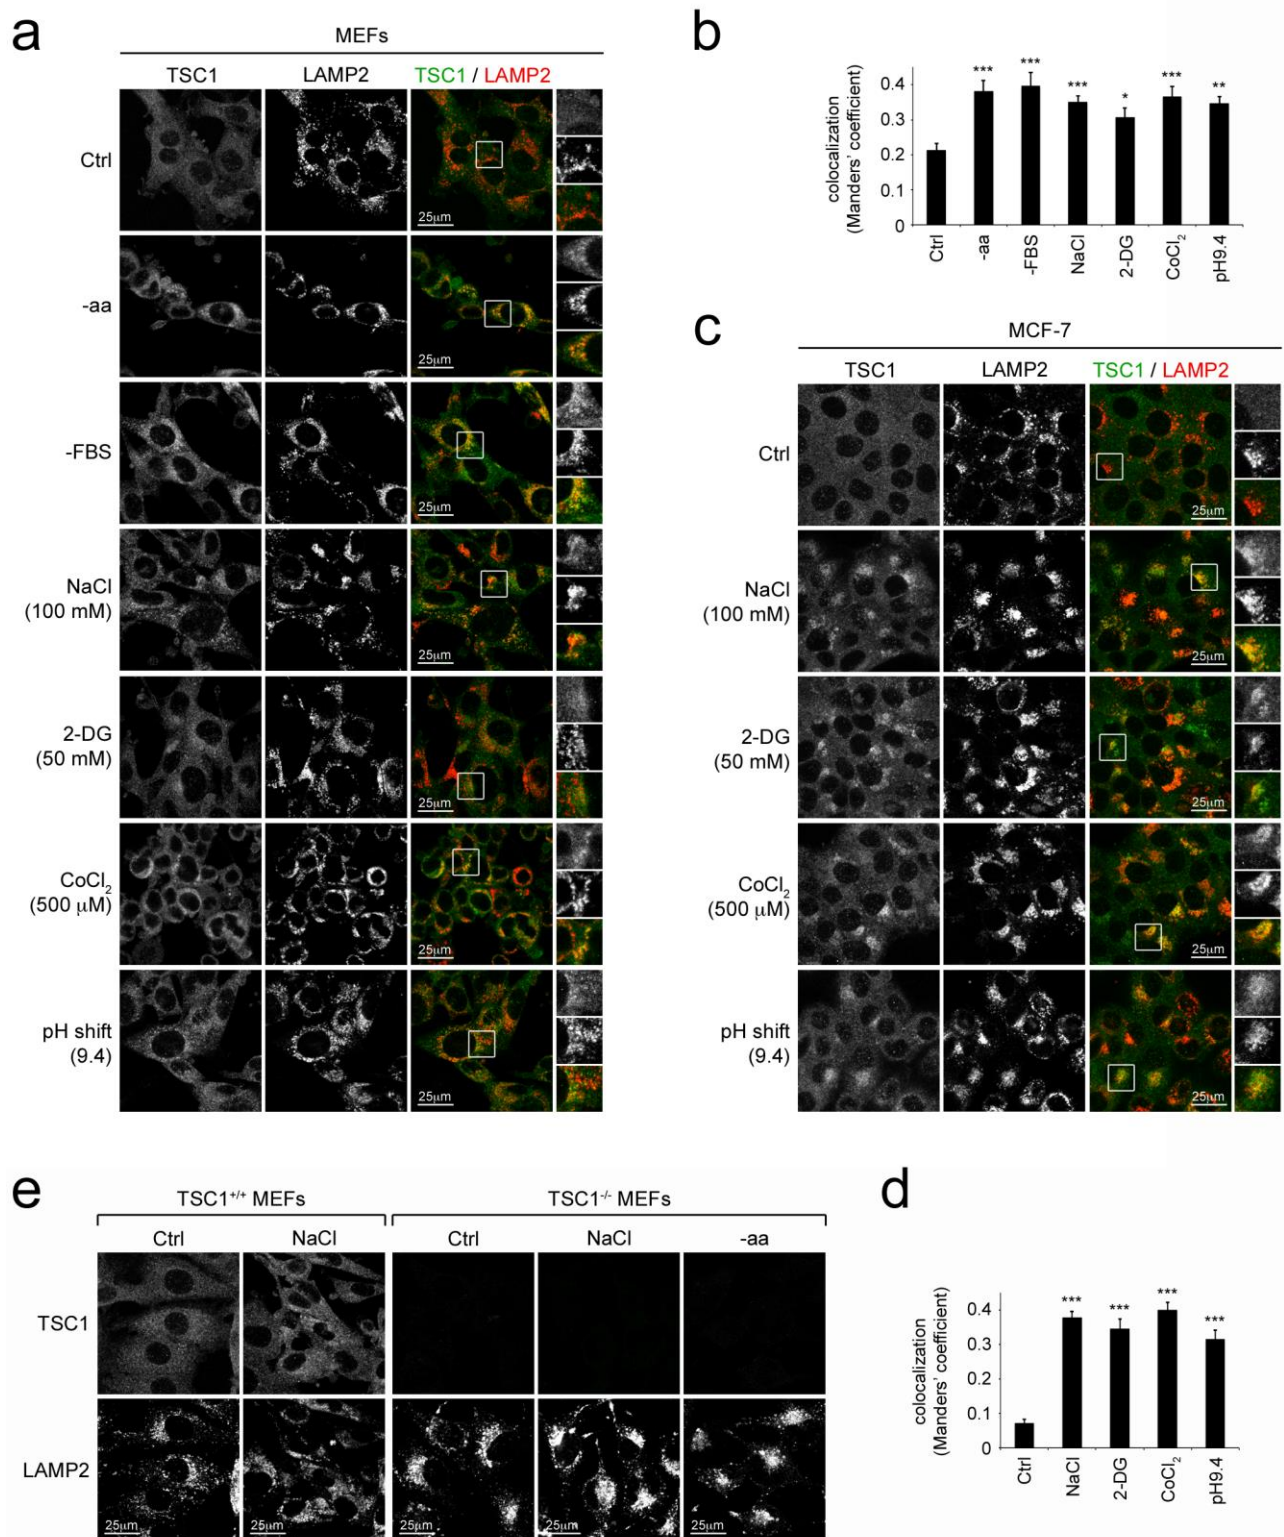 a
MEFs
TSC1 LAMP2 TSC1 / LAMP2
Ctrl
25µm
-aa
25µm
-FBS
25µm
NaCl
(100 mM)
25µm
2-DG
(50 mM)
25µm
CoCl2
(500 µM)
25µm
pH shift
(9.4)
25µm
b
colocalization
(Manders' coefficient)
0.4
0.3
0.2
0.1
0
*** *** *** * *** **
Ctrl -aa -FBS NaCl 2-DG CoCl2 pH9.4
c
MCF-7
TSC1 LAMP2 TSC1 / LAMP2
Ctrl
25µm
NaCl
(100 mM)
25µm
2-DG
(50 mM)
25µm
CoCl2
(500 µM)
25µm
pH shift
(9.4)
25µm
e
TSC1+/+ MEFs TSC1-/- MEFs
Ctrl NaCl Ctrl NaCl -aa
TSC1
LAMP2
25µm 25µm 25µm 25µm 25µm
d
colocalization
(Manders' coefficient)
0.4
0.3
0.2
0.1
0
*** *** *** ***
Ctrl NaCl 2-DG CoCl2 pH9.4